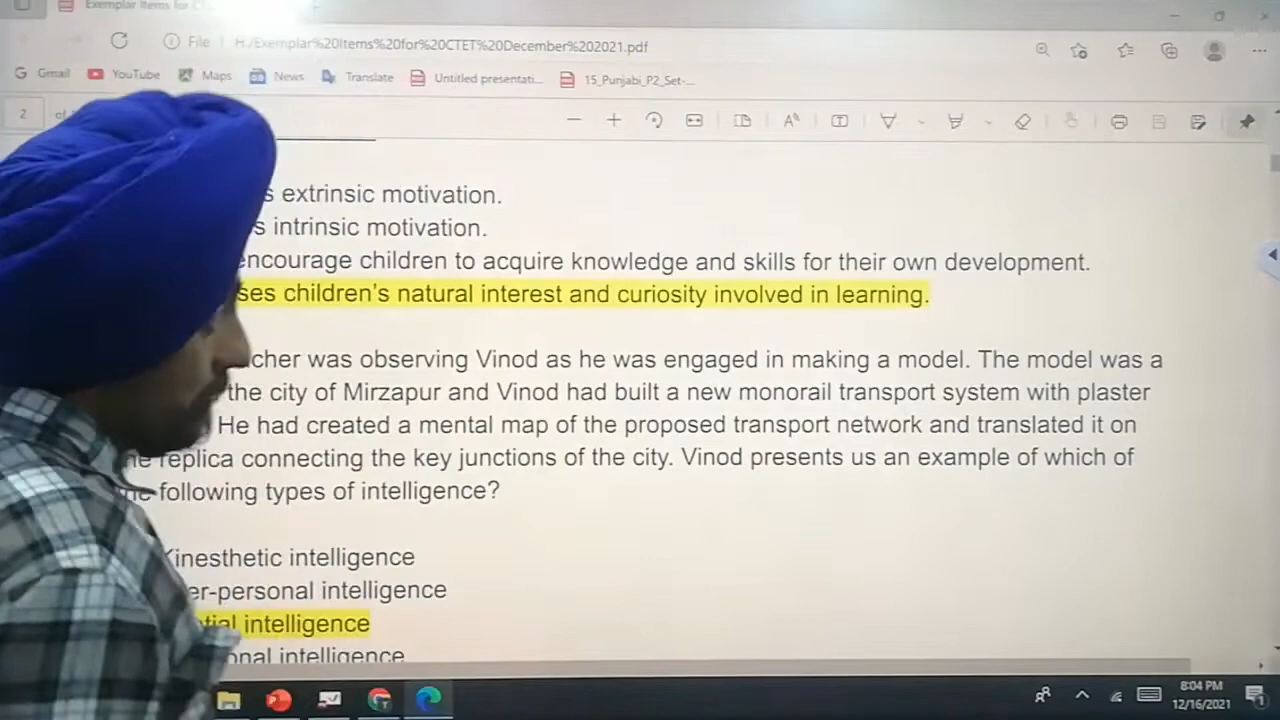 Exemplar Items for
File H:/Exemplar%20Items%20for%20CTET%20December%202021.pdf
Gmail YouTube Maps News Translate Untitled presentati... 15_Punjabi_P2_Set-...
2 of
extrinsic motivation.
intrinsic motivation.
encourage children to acquire knowledge and skills for their own development.
children's natural interest and curiosity involved in learning.
was observing Vinod as he was engaged in making a model. The model was a
the city of Mirzapur and Vinod had built a new monorail transport system with plaster
He had created a mental map of the proposed transport network and translated it on
replica connecting the key junctions of the city. Vinod presents us an example of which of
following types of intelligence?
Kinesthetic intelligence
er-personal intelligence
tial intelligence
onal intelligence
8:04 PM
12/16/2021